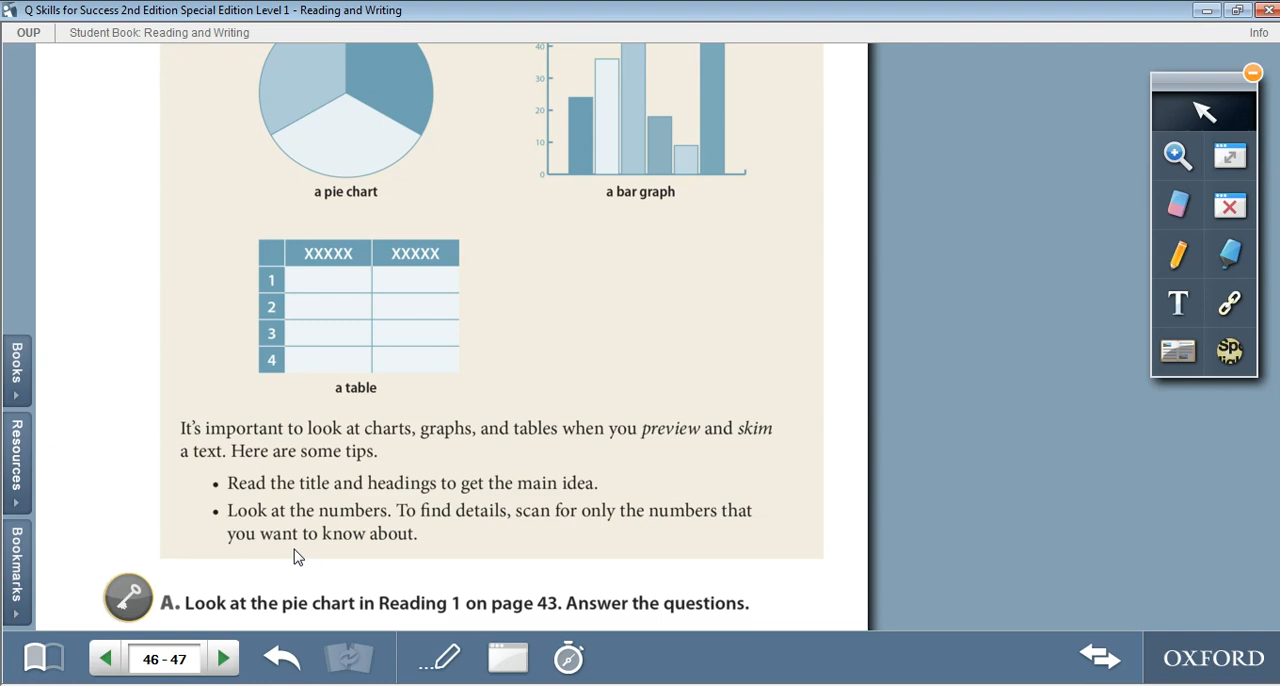 Q Skills for Success 2nd Edition Special Edition Level 1 - Reading and Writing
OUP Student Book: Reading and Writing Info
40
30
20
10
0
a pie chart a bar graph
XXXXX XXXXX
1
2
3
4
a table
It's important to look at charts, graphs, and tables when you preview and skim
a text. Here are some tips.
• Read the title and headings to get the main idea.
• Look at the numbers. To find details, scan for only the numbers that
you want to know about.
A. Look at the pie chart in Reading 1 on page 43. Answer the questions.
Books
Resources
Bookmarks
T
46 - 47
OXFORD